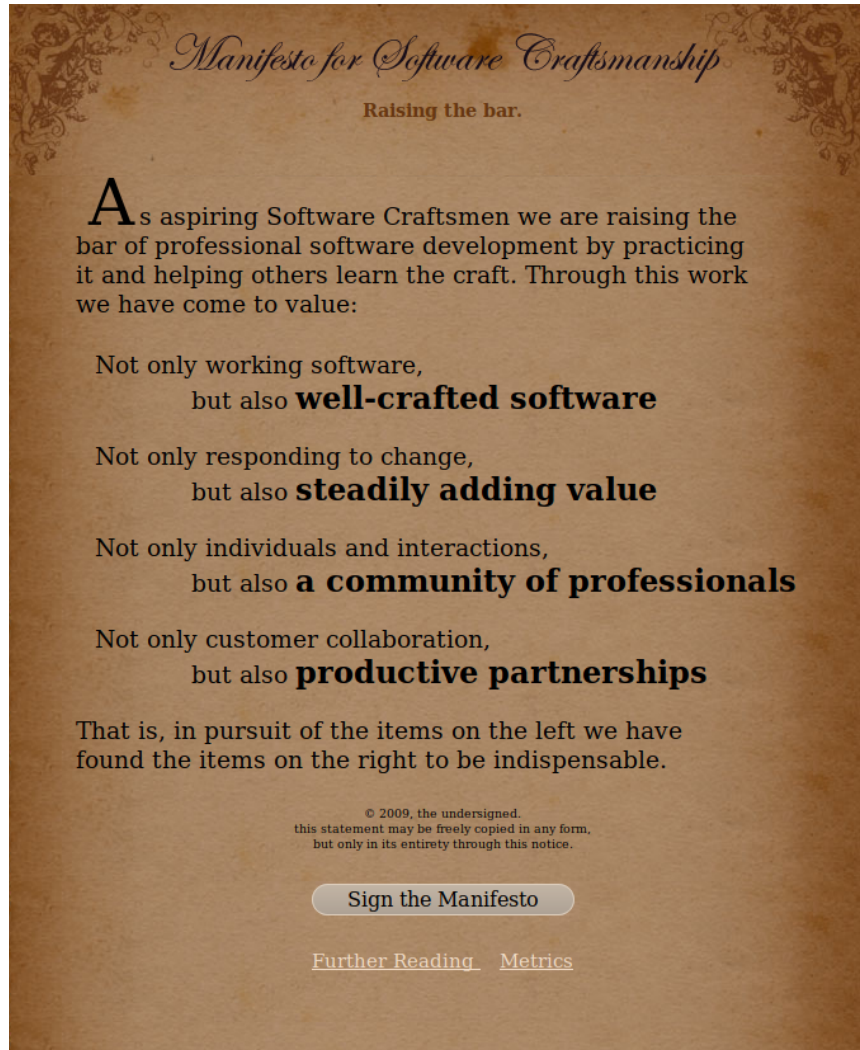 Manifesto for Software Craftsmanship
Raising the bar.
As aspiring Software Craftsmen we are raising the
bar of professional software development by practicing
it and helping others learn the craft. Through this work
we have come to value:
Not only working software,
but also well-crafted software
Not only responding to change,
but also steadily adding value
Not only individuals and interactions,
but also a community of professionals
Not only customer collaboration,
but also productive partnerships
That is, in pursuit of the items on the left we have
found the items on the right to be indispensable.
© 2009, the undersigned.
this statement may be freely copied in any form,
but only in its entirety through this notice.
Sign the Manifesto
Further Reading Metrics